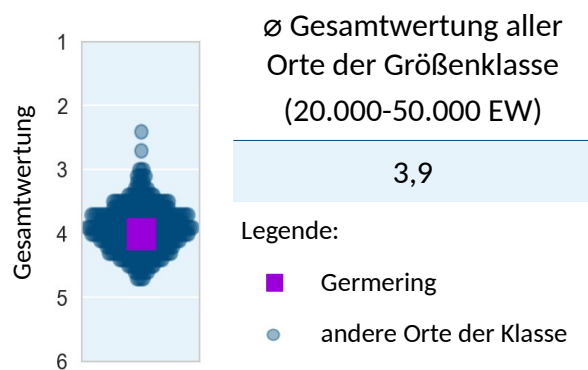 Gesamtwertung
1
2
3
4
5
6
⌀ Gesamtwertung aller
Orte der Größenklasse
(20.000-50.000 EW)
3,9
Legende:
Germering
andere Orte der Klasse